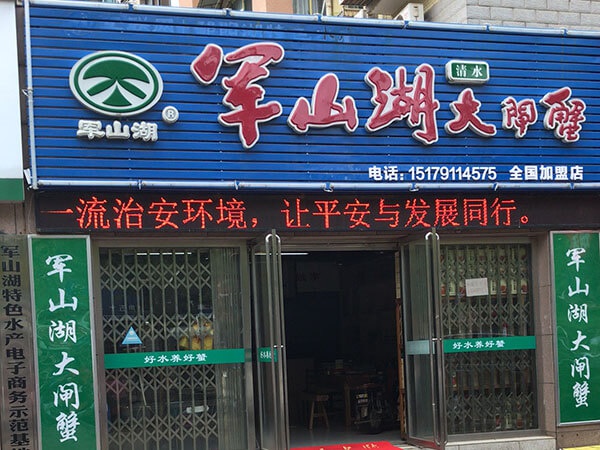 军山湖®
军山湖
清水
大闸蟹
电话:15179114575 全国加盟店
一流治安环境，让平安与发展同行。
军山湖大闸蟹
军山湖大闸蟹
好水养好蟹
好水养好蟹
军山湖特色水产电子商务示范基地